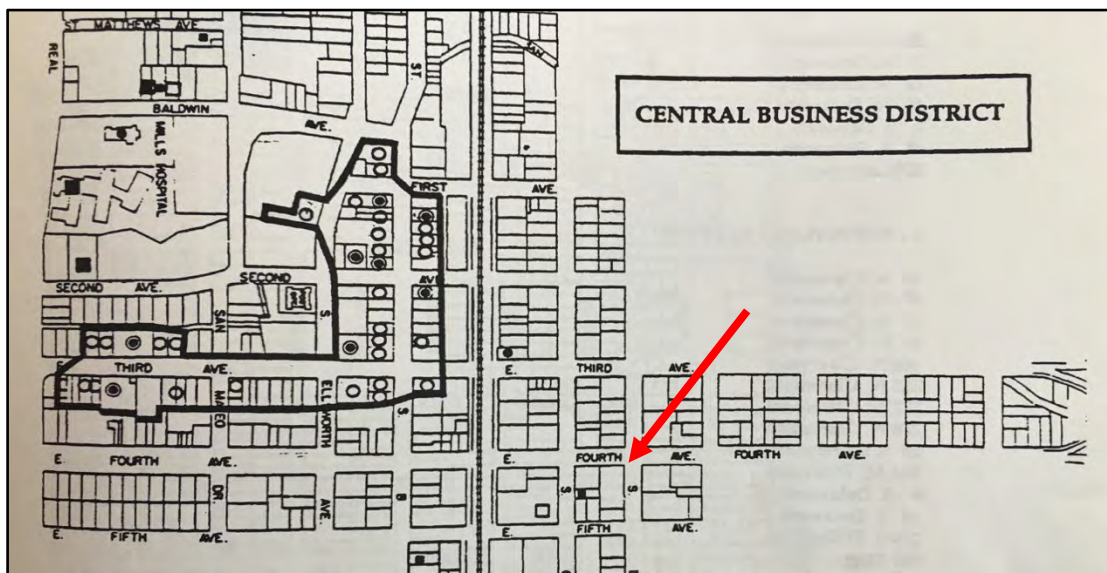 ST MATTHEWS AVE
REAL
SAN
BALDWIN
AVE.
ST.
CENTRAL BUSINESS DISTRICT
MILLS HOSPITAL
FIRST
AVE.
SECOND
AVE.
SECOND
AVE
SAN
S.
E.
THIRD
AVE.
E.
THIRD
AVE.
MATEO
ELLSWORTH
S.
E.
FOURTH
AVE.
E.
FOURTH
AVE.
FOURTH
AVE.
DR
AVE.
B
S.
S.
E.
FIFTH
AVE.
E.
FIFTH
AVE.